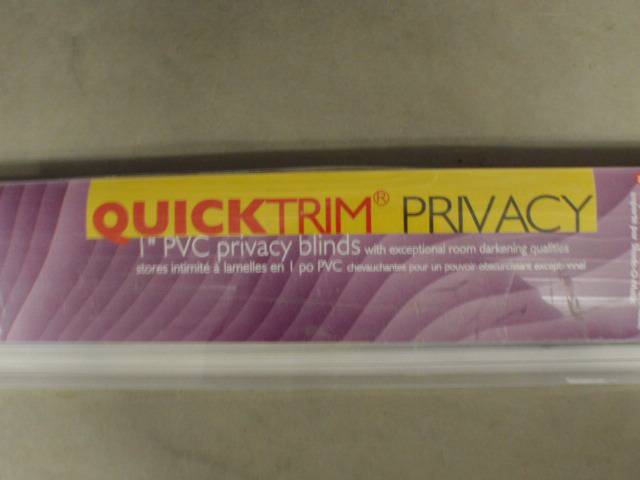 QUICKTRIM® PRIVACY
1" PVC privacy blinds with exceptional room darkening qualities
stores intimité à lamelles en 1 po PVC chevauchantes pour un pouvoir obscurcissant exceptionnel